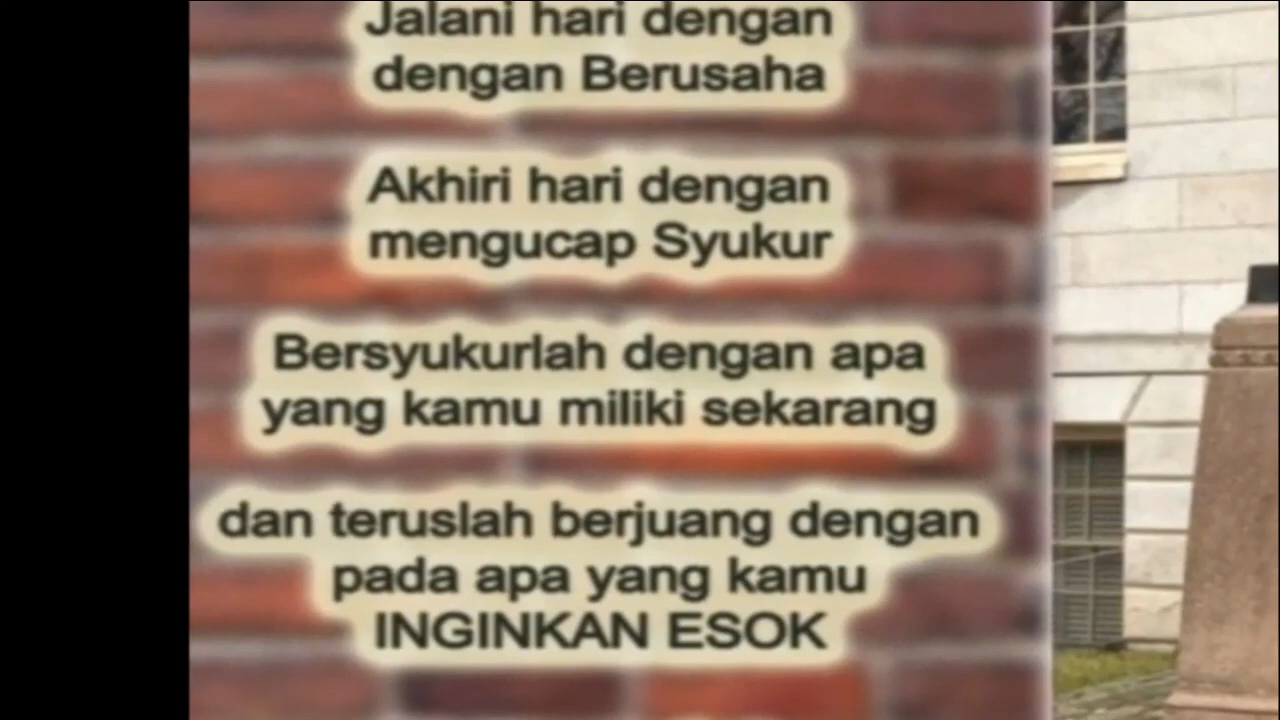 Jalani hari dengan
dengan Berusaha
Akhiri hari dengan
mengucap Syukur
Bersyukurlah dengan apa
yang kamu miliki sekarang
dan teruslah berjuang dengan
pada apa yang kamu
INGINKAN ESOK